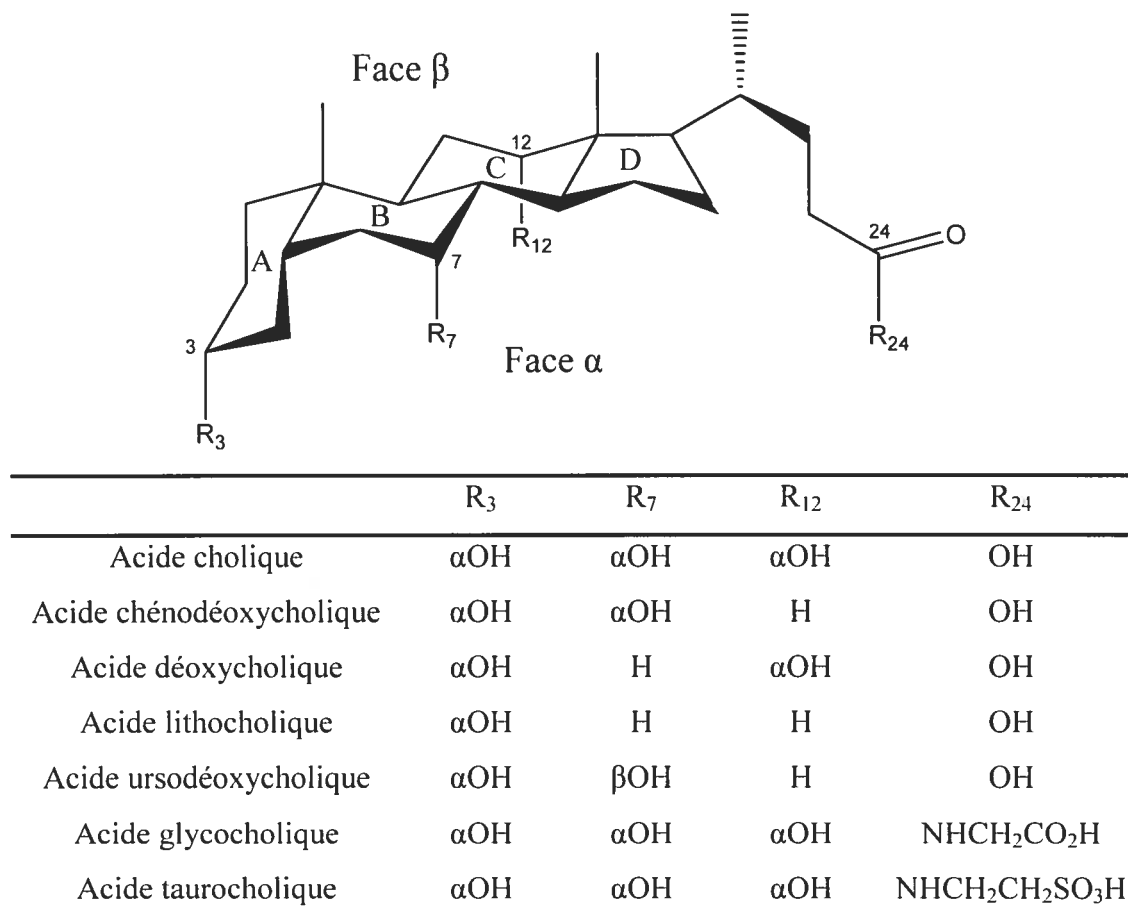 Face β
12
C
D
B
R₁₂
24
O
A
7
R₇
R₂₄
3
Face α
R₃
R₃ R₇ R₁₂ R₂₄
Acide cholique αOH αOH αOH OH
Acide chénodéoxycholique αOH αOH H OH
Acide déoxycholique αOH H αOH OH
Acide lithocholique αOH H H OH
Acide ursodéoxycholique αOH βOH H OH
Acide glycocholique αOH αOH αOH NHCH₂CO₂H
Acide taurocholique αOH αOH αOH NHCH₂CH₂SO₃H